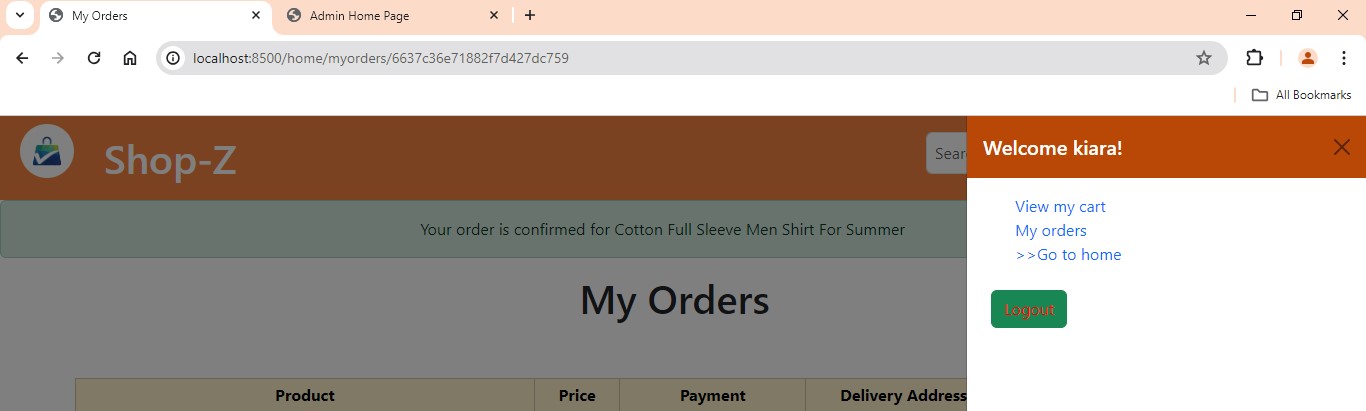 My Orders
Admin Home Page
localhost:8500/home/myorders/6637c36e71882f7d427dc759
All Bookmarks
Shop-Z
Sear
Welcome kiara!
View my cart
My orders
>>Go to home
Logout
Your order is confirmed for Cotton Full Sleeve Men Shirt For Summer
My Orders
Product Price Payment Delivery Address